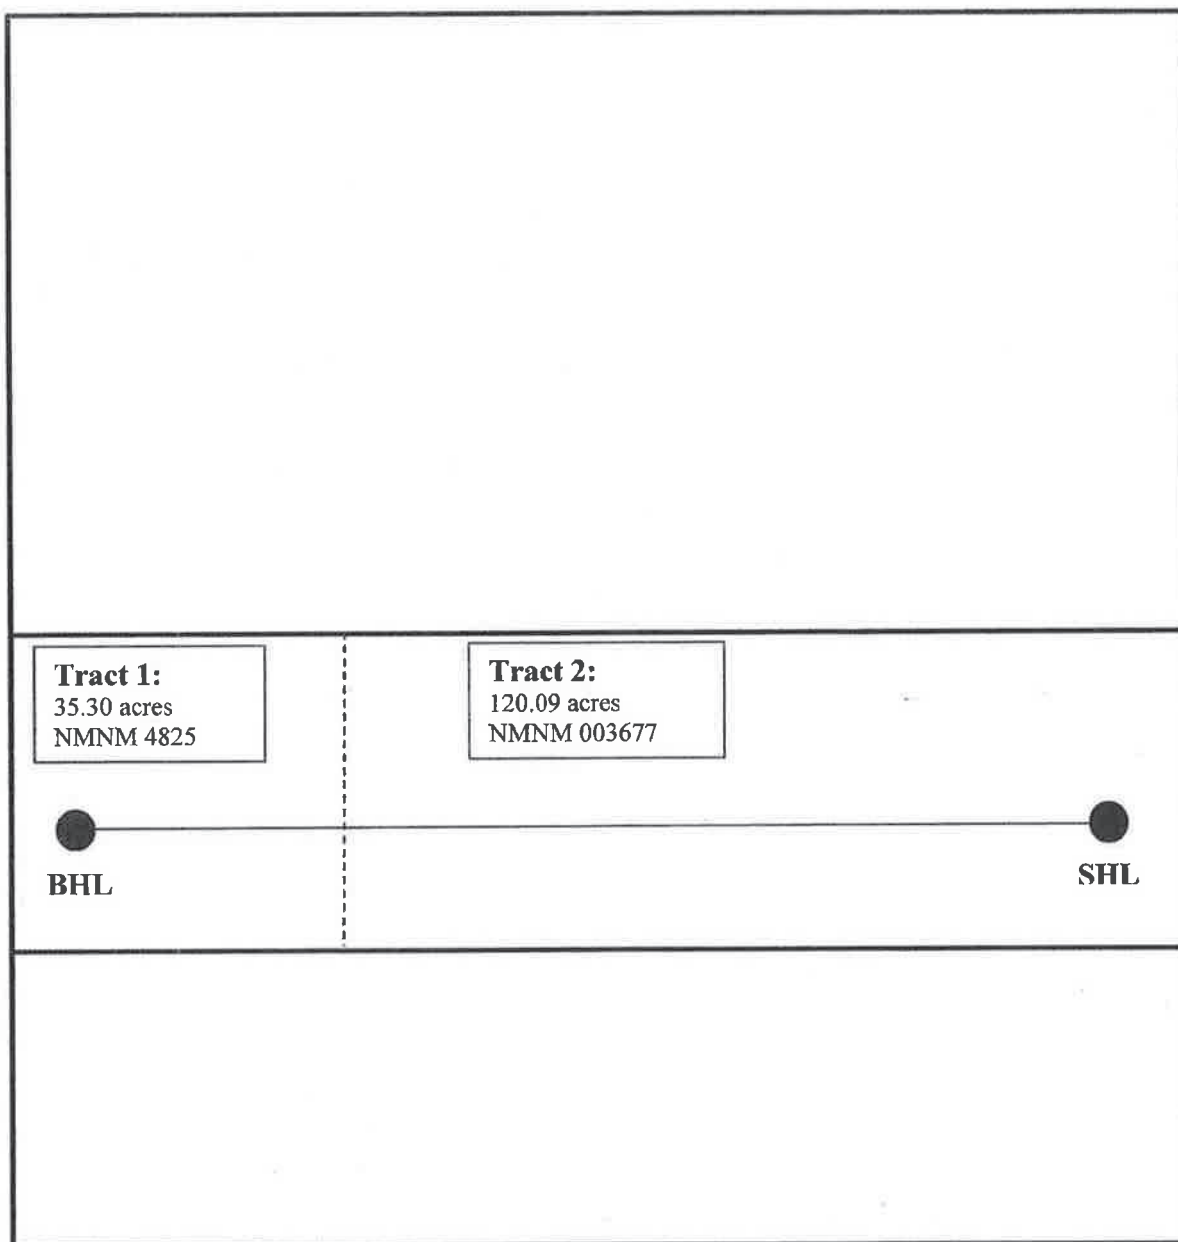 Tract 1:
35.30 acres
NMNM 4825
Tract 2:
120.09 acres
NMNM 003677
BHL
SHL